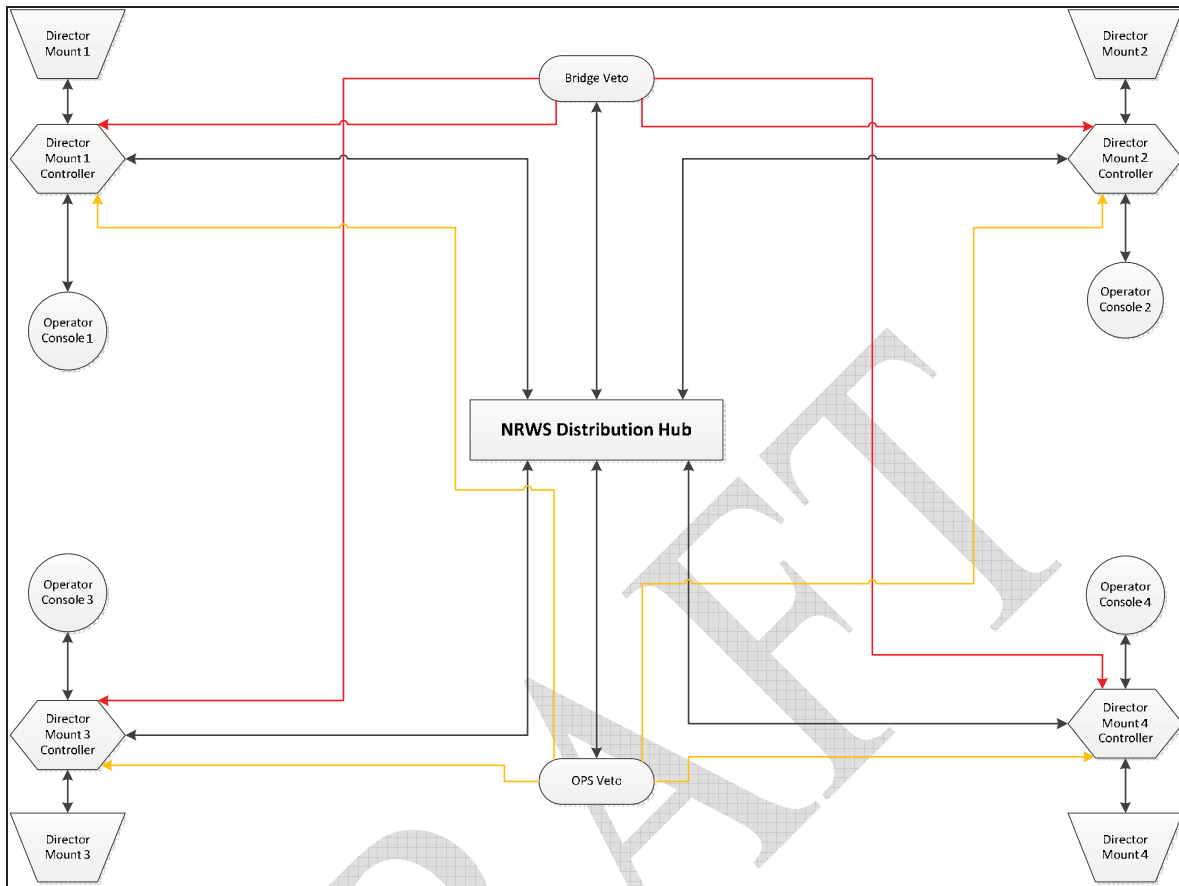 Director
Mount 1
Director
Mount 2
Bridge Veto
Director
Mount 1
Controller
Director
Mount 2
Controller
Operator
Console 1
Operator
Console 2
NRWS Distribution Hub
Operator
Console 3
Operator
Console 4
Director
Mount 3
Controller
Director
Mount 4
Controller
OPS Veto
Director
Mount 3
Director
Mount 4
DRAFT